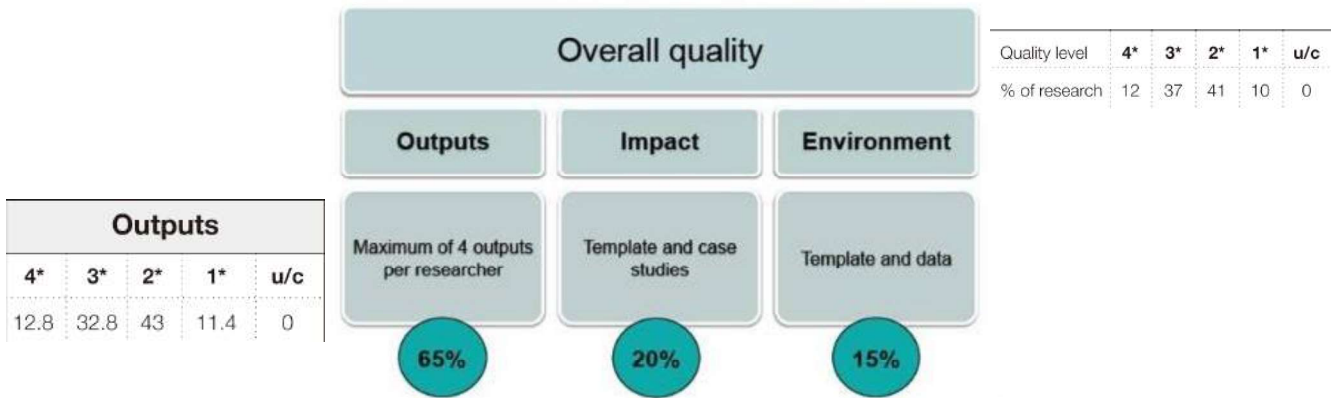 Overall quality
Quality level 4* 3* 2* 1* u/c
% of research 12 37 41 10 0
Outputs Impact Environment
Maximum of 4 outputs
per researcher
Template and case
studies
Template and data
65% 20% 15%
Outputs
4* 3* 2* 1* u/c
12.8 32.8 43 11.4 0